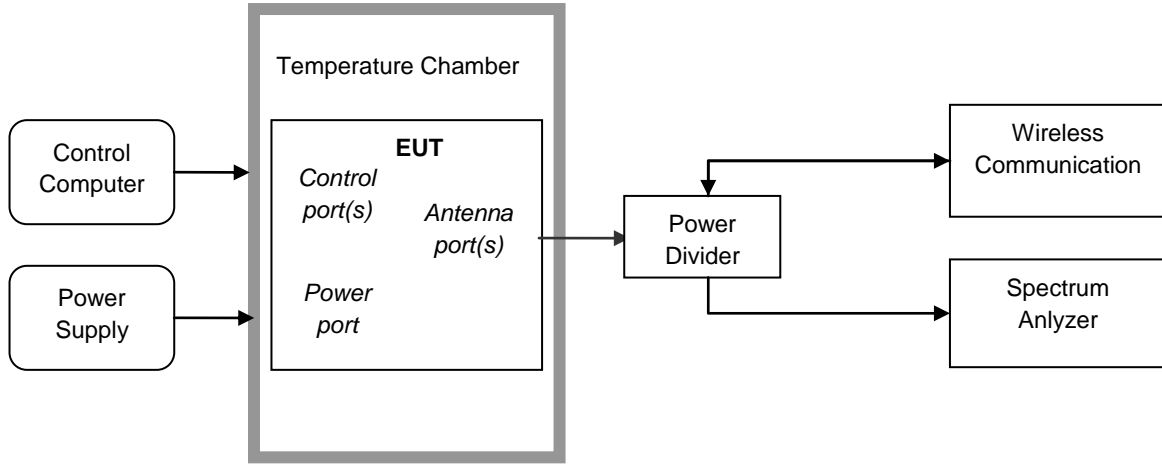 Temperature Chamber
Control
Computer
Power
Supply
EUT
Control
port(s)
Antenna
port(s)
Power
port
Power
Divider
Wireless
Communication
Spectrum
Anlyzer